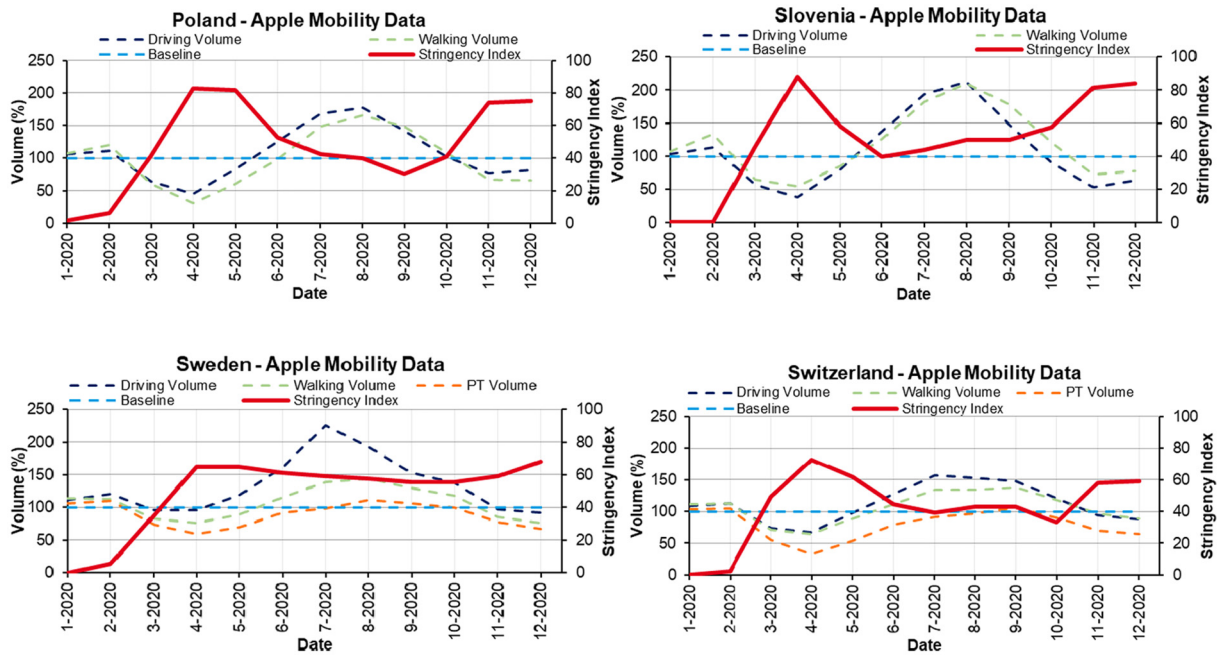 Poland - Apple Mobility Data
Driving Volume Walking Volume
Baseline Stringency Index
250 100
200 80
150 60
100 40
50 20
0 0
Volume (%)
Stringency Index
1-2020 2-2020 3-2020 4-2020 5-2020 6-2020 7-2020 8-2020 9-2020 10-2020 11-2020 12-2020
Date
Slovenia - Apple Mobility Data
Driving Volume Walking Volume
Baseline Stringency Index
250 100
200 80
150 60
100 40
50 20
0 0
Volume (%)
Stringency Index
1-2020 2-2020 3-2020 4-2020 5-2020 6-2020 7-2020 8-2020 9-2020 10-2020 11-2020 12-2020
Date
Sweden - Apple Mobility Data
Driving Volume Walking Volume PT Volume
Baseline Stringency Index
250 100
200 80
150 60
100 40
50 20
0 0
Volume (%)
Stringency Index
1-2020 2-2020 3-2020 4-2020 5-2020 6-2020 7-2020 8-2020 9-2020 10-2020 11-2020 12-2020
Date
Switzerland - Apple Mobility Data
Driving Volume Walking Volume PT Volume
Baseline Stringency Index
250 100
200 80
150 60
100 40
50 20
0 0
Volume (%)
Stringency Index
1-2020 2-2020 3-2020 4-2020 5-2020 6-2020 7-2020 8-2020 9-2020 10-2020 11-2020 12-2020
Date